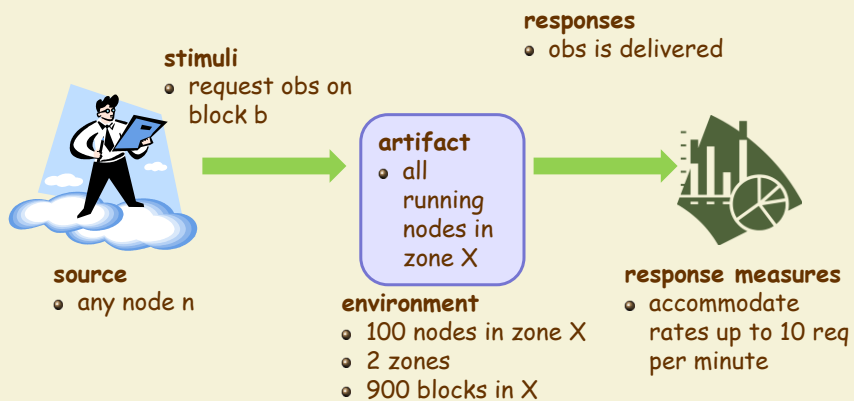 stimuli
request obs on
block b
responses
obs is delivered
artifact
all
running
nodes in
zone X
source
any node n
environment
100 nodes in zone X
2 zones
900 blocks in X
response measures
accommodate
rates up to 10 req
per minute